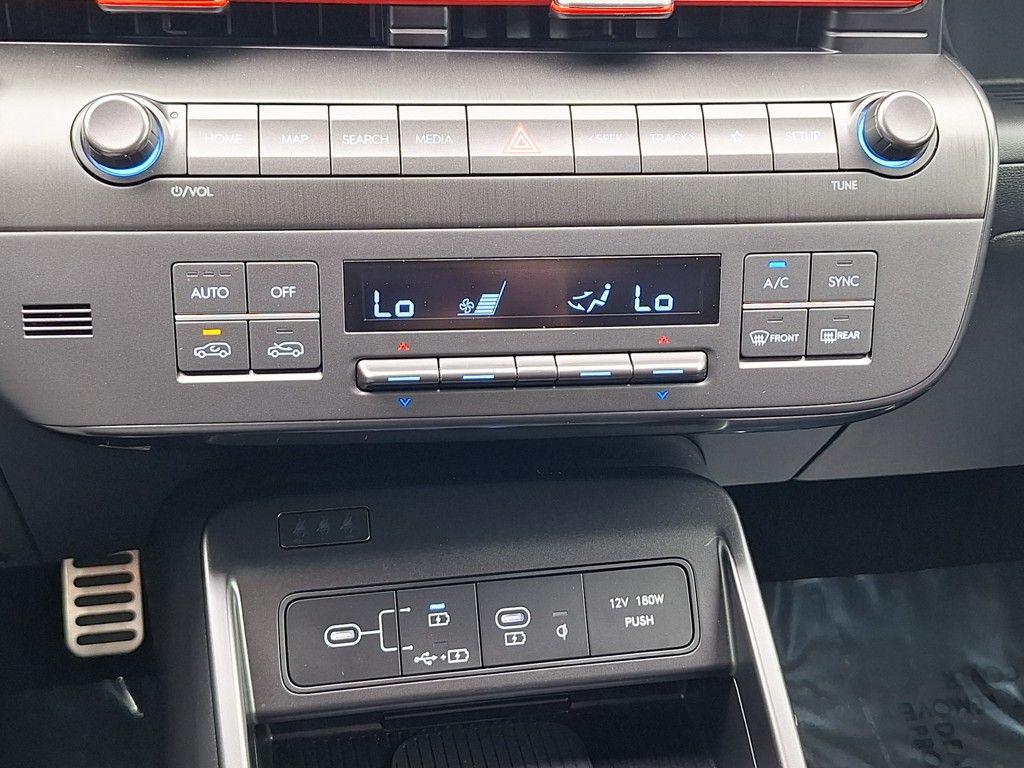 HOME MAP SEARCH MEDIA <SEEK TRACK> SETUP
/VOL TUNE
AUTO OFF Lo Lo A/C SYNC
FRONT REAR
12V 180W
PUSH